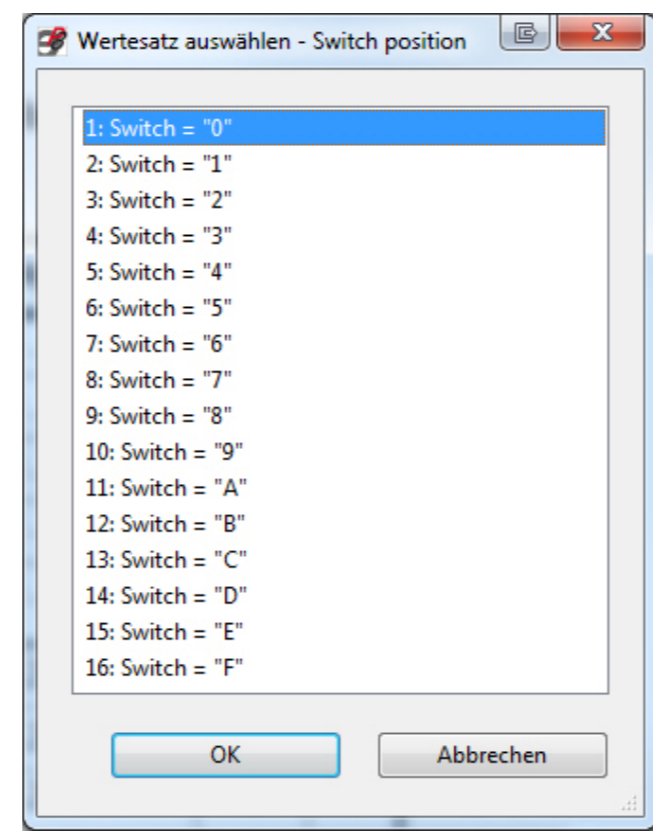 Wertesatz auswählen - Switch position
1: Switch = "0"
2: Switch = "1"
3: Switch = "2"
4: Switch = "3"
5: Switch = "4"
6: Switch = "5"
7: Switch = "6"
8: Switch = "7"
9: Switch = "8"
10: Switch = "9"
11: Switch = "A"
12: Switch = "B"
13: Switch = "C"
14: Switch = "D"
15: Switch = "E"
16: Switch = "F"
OK Abbrechen